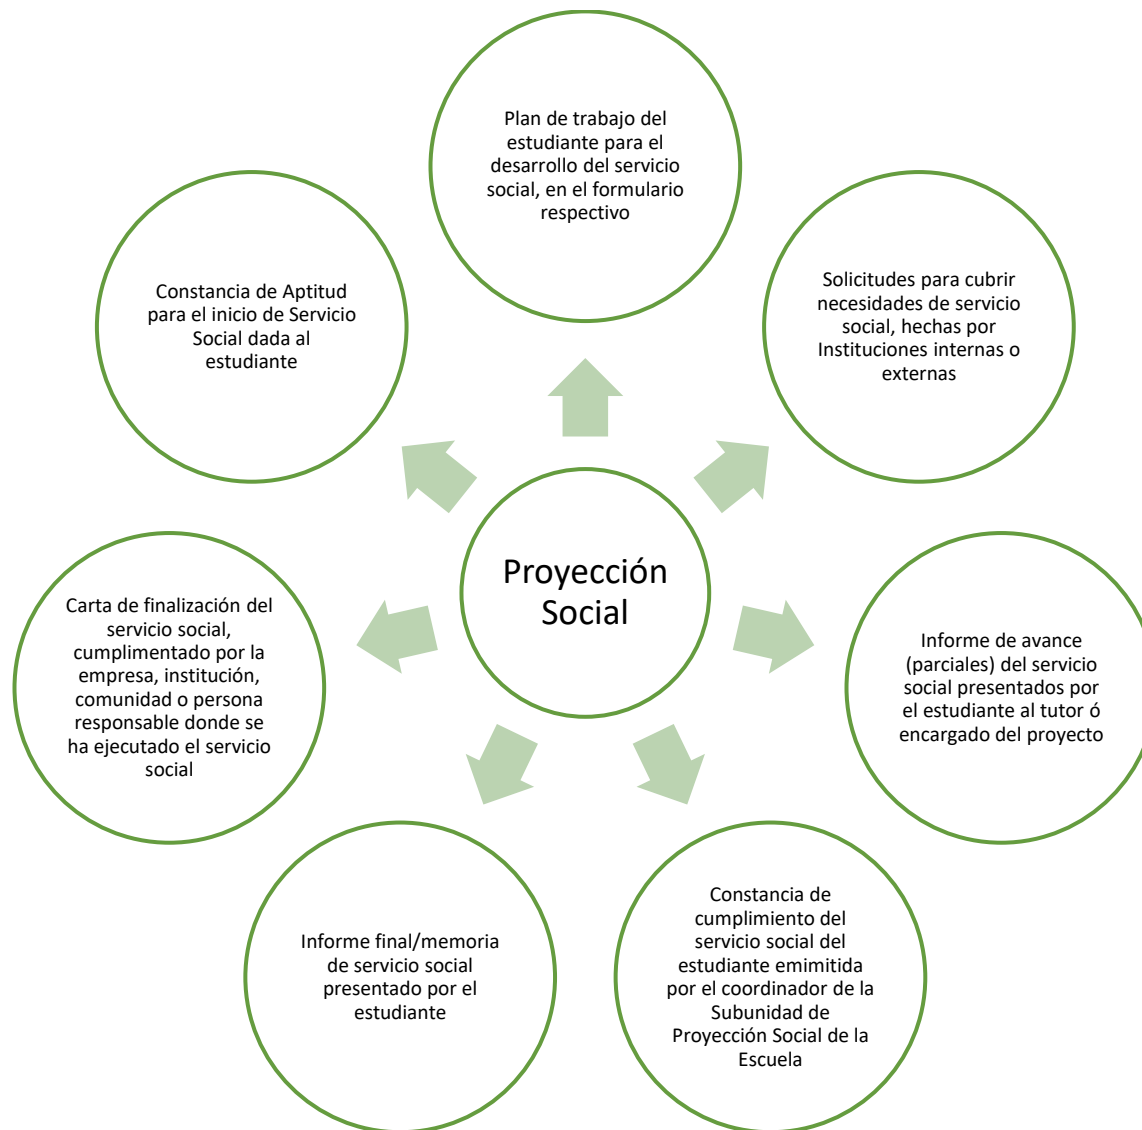 Plan de trabajo del
estudiante para el
desarrollo del servicio
social, en el formulario
respectivo
Solicitudes para cubrir
necesidades de servicio
social, hechas por
Instituciones internas o
externas
Informe de avance
(parciales) del servicio
social presentados por
el estudiante al tutor ó
encargado del proyecto
Constancia de
cumplimiento del
servicio social del
estudiante emimitida
por el coordinador de la
Subunidad de
Proyección Social de la
Escuela
Informe final/memoria
de servicio social
presentado por el
estudiante
Carta de finalización del
servicio social,
cumplimentado por la
empresa, institución,
comunidad o persona
responsable donde se
ha ejecutado el servicio
social
Constancia de Aptitud
para el inicio de Servicio
Social dada al
estudiante
Proyección
Social